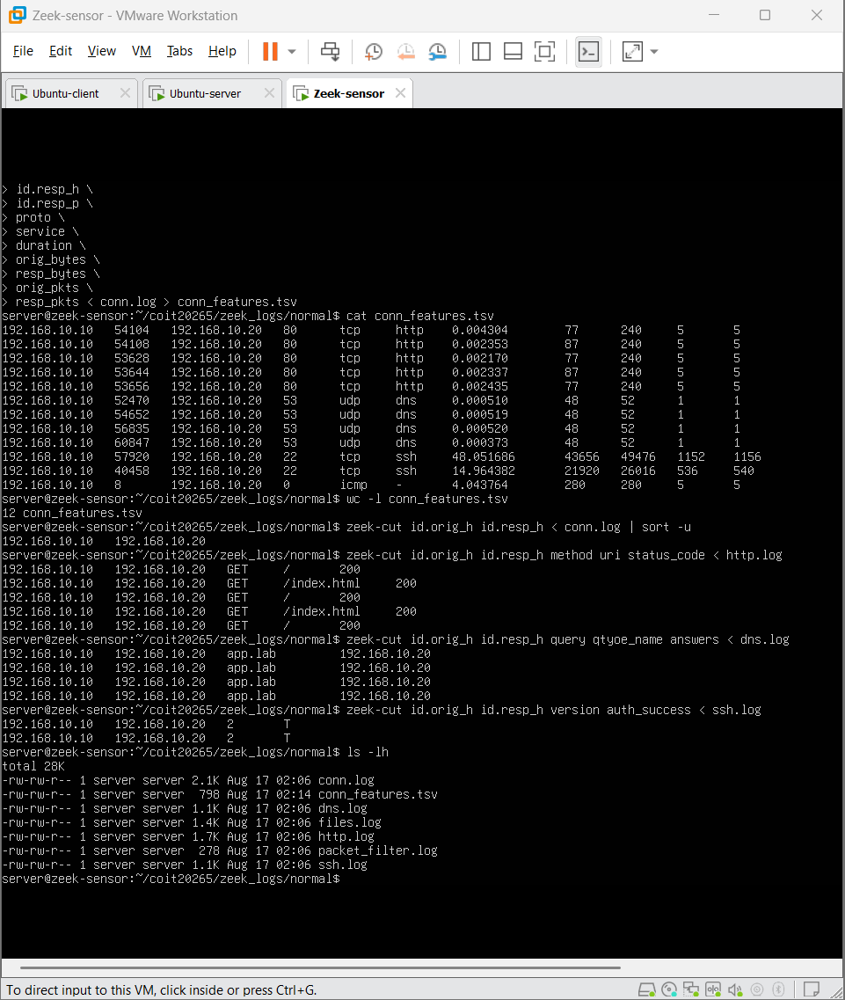 Zeek-sensor - VMware Workstation
File Edit View VM Tabs Help
Ubuntu-client Ubuntu-server Zeek-sensor
> id.resp_h \
> id.resp_p \
> proto \
> service \
> duration \
> orig_bytes \
> resp_bytes \
> orig_pkts \
> resp_pkts < conn.log > conn_features.tsv
server@zeek-sensor:~/coit20265/zeek_logs/normal$ cat conn_features.tsv
192.168.10.10 54104 192.168.10.20 80 tcp http 0.004304 77 240 5 5
192.168.10.10 54108 192.168.10.20 80 tcp http 0.002353 87 240 5 5
192.168.10.10 53628 192.168.10.20 80 tcp http 0.002170 77 240 5 5
192.168.10.10 53644 192.168.10.20 80 tcp http 0.002337 87 240 5 5
192.168.10.10 53656 192.168.10.20 80 tcp http 0.002435 77 240 5 5
192.168.10.10 52470 192.168.10.20 53 udp dns 0.000510 48 52 1 1
192.168.10.10 54652 192.168.10.20 53 udp dns 0.000519 48 52 1 1
192.168.10.10 56835 192.168.10.20 53 udp dns 0.000520 48 52 1 1
192.168.10.10 60847 192.168.10.20 53 udp dns 0.000373 48 52 1 1
192.168.10.10 57920 192.168.10.20 22 tcp ssh 48.051686 43656 49476 1152 1156
192.168.10.10 40458 192.168.10.20 22 tcp ssh 14.964382 21920 26016 536 540
192.168.10.10 8 192.168.10.20 0 icmp - 4.043764 280 280 5 5
server@zeek-sensor:~/coit20265/zeek_logs/normal$ wc -l conn_features.tsv
12 conn_features.tsv
server@zeek-sensor:~/coit20265/zeek_logs/normal$ zeek-cut id.orig_h id.resp_h < conn.log | sort -u
192.168.10.10 192.168.10.20
server@zeek-sensor:~/coit20265/zeek_logs/normal$ zeek-cut id.orig_h id.resp_h method uri status_code < http.log
192.168.10.10 192.168.10.20 GET / 200
192.168.10.10 192.168.10.20 GET /index.html 200
192.168.10.10 192.168.10.20 GET / 200
192.168.10.10 192.168.10.20 GET /index.html 200
192.168.10.10 192.168.10.20 GET / 200
server@zeek-sensor:~/coit20265/zeek_logs/normal$ zeek-cut id.orig_h id.resp_h query qtyoe_name answers < dns.log
192.168.10.10 192.168.10.20 app.lab 192.168.10.20
192.168.10.10 192.168.10.20 app.lab 192.168.10.20
192.168.10.10 192.168.10.20 app.lab 192.168.10.20
192.168.10.10 192.168.10.20 app.lab 192.168.10.20
server@zeek-sensor:~/coit20265/zeek_logs/normal$ zeek-cut id.orig_h id.resp_h version auth_success < ssh.log
192.168.10.10 192.168.10.20 2 T
192.168.10.10 192.168.10.20 2 T
server@zeek-sensor:~/coit20265/zeek_logs/normal$ ls -lh
total 28K
-rw-rw-r-- 1 server server 2.1K Aug 17 02:06 conn.log
-rw-rw-r-- 1 server server 798 Aug 17 02:14 conn_features.tsv
-rw-rw-r-- 1 server server 1.1K Aug 17 02:06 dns.log
-rw-rw-r-- 1 server server 1.4K Aug 17 02:06 files.log
-rw-rw-r-- 1 server server 1.7K Aug 17 02:06 http.log
-rw-rw-r-- 1 server server 278 Aug 17 02:06 packet_filter.log
-rw-rw-r-- 1 server server 1.1K Aug 17 02:06 ssh.log
server@zeek-sensor:~/coit20265/zeek_logs/normal$
To direct input to this VM, click inside or press Ctrl+G.